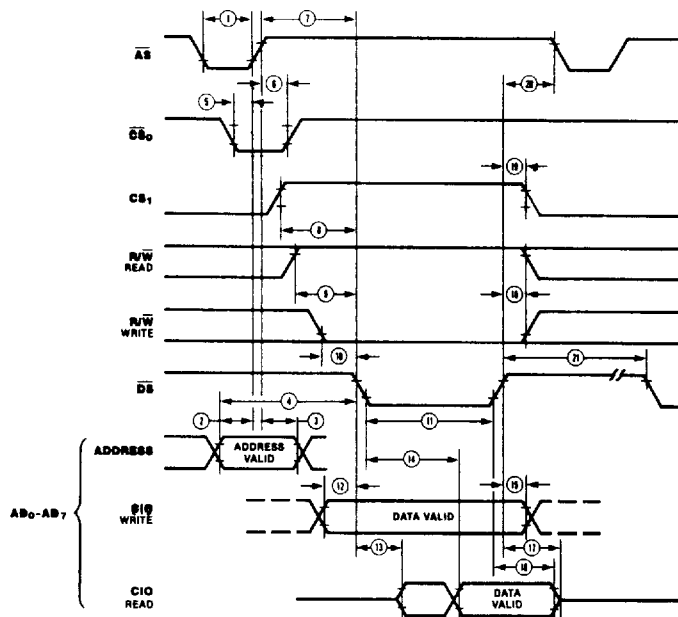 1 7
AS
6
5 20
CS0
19
CS1
8
R/W
READ
9 18
R/W
WRITE
10
21
DS
4
2 3 11
ADDRESS
ADDRESS
VALID
14
12 15
AD0-AD7
WRITE
DATA VALID
13 17
16
CIO
READ
DATA
VALID